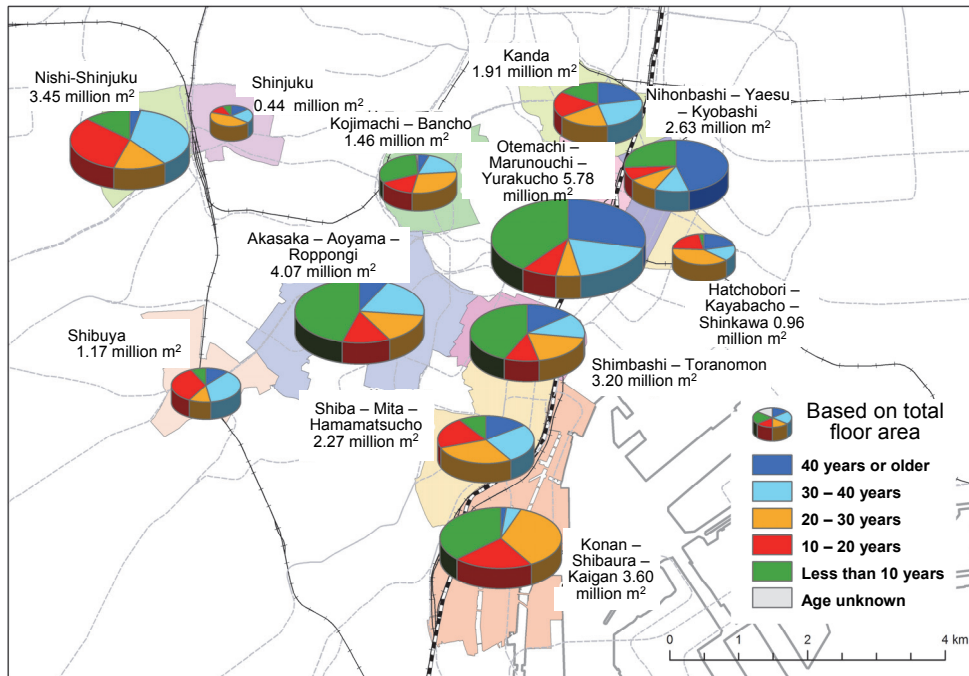 Nishi-Shinjuku
3.45 million m²
Shinjuku
0.44 million m²
Kojimachi – Bancho
1.46 million m²
Kanda
1.91 million m²
Nihonbashi – Yaesu
– Kyobashi
2.63 million m²
Otemachi –
Marunouchi –
Yurakucho 5.78
million m²
Akasaka – Aoyama –
Roppongi
4.07 million m²
Hatchobori –
Kayabacho –
Shinkawa 0.96
million m²
Shibuya
1.17 million m²
Shimbashi – Toranomon
3.20 million m²
Shiba – Mita –
Hamamatsucho
2.27 million m²
Konan –
Shibaura –
Kaigan 3.60
million m²
Based on total
floor area
40 years or older
30 – 40 years
20 – 30 years
10 – 20 years
Less than 10 years
Age unknown
0 1 2 4 km